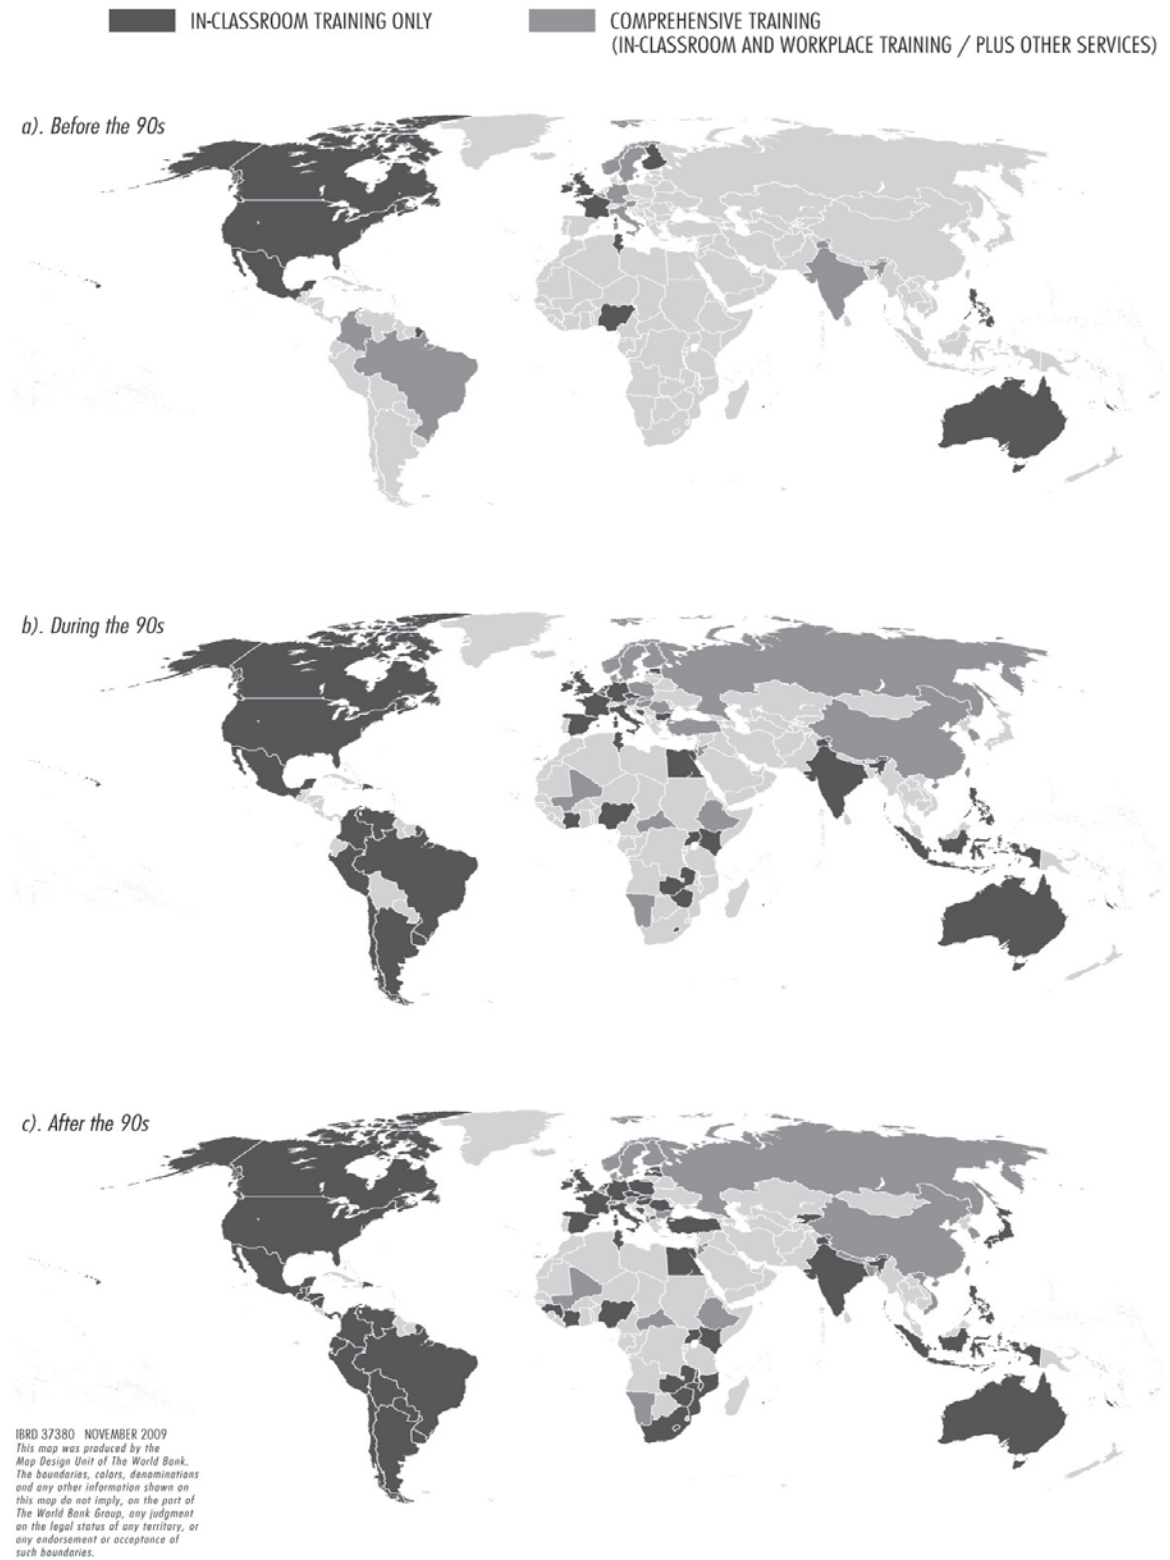 IN-CLASSROOM TRAINING ONLY
COMPREHENSIVE TRAINING
(IN-CLASSROOM AND WORKPLACE TRAINING / PLUS OTHER SERVICES)
a). Before the 90s
b). During the 90s
c). After the 90s
IBRD 37380 NOVEMBER 2009
This map was produced by the
Map Design Unit of The World Bank.
The boundaries, colors, denominations
and any other information shown on
this map do not imply, on the part of
The World Bank Group, any judgment
on the legal status of any territory, or
any endorsement or acceptance of
such boundaries.